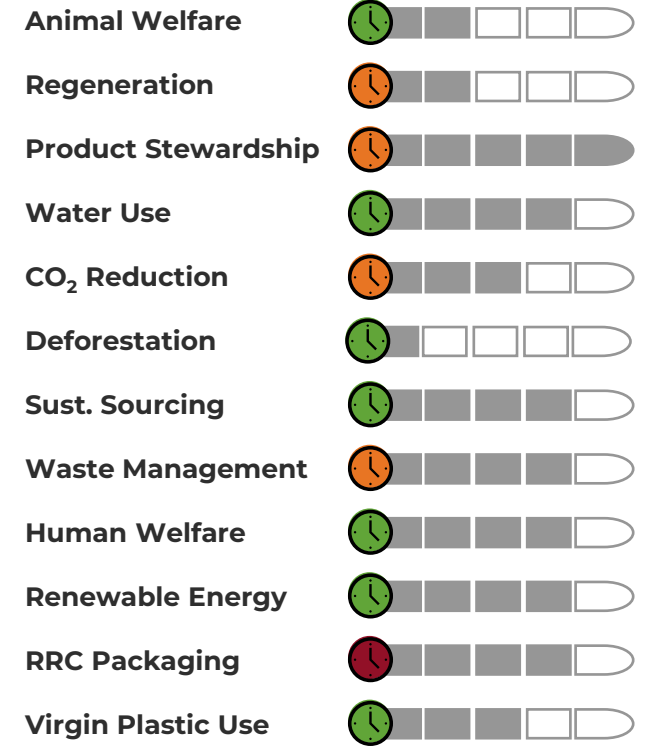 Animal Welfare
Regeneration
Product Stewardship
Water Use
CO₂ Reduction
Deforestation
Sust. Sourcing
Waste Management
Human Welfare
Renewable Energy
RRC Packaging
Virgin Plastic Use